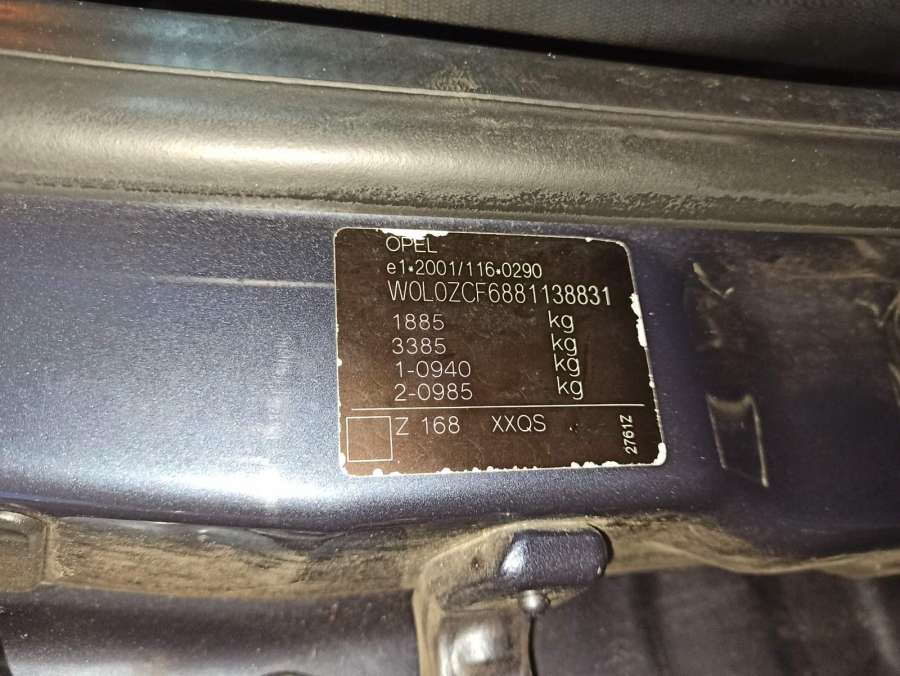 OPEL
e1*2001/116*0290
W0L0ZCF6881138831
1885 kg
3385 kg
1-0940 kg
2-0985 kg
Z 168 XXQS
2761Z